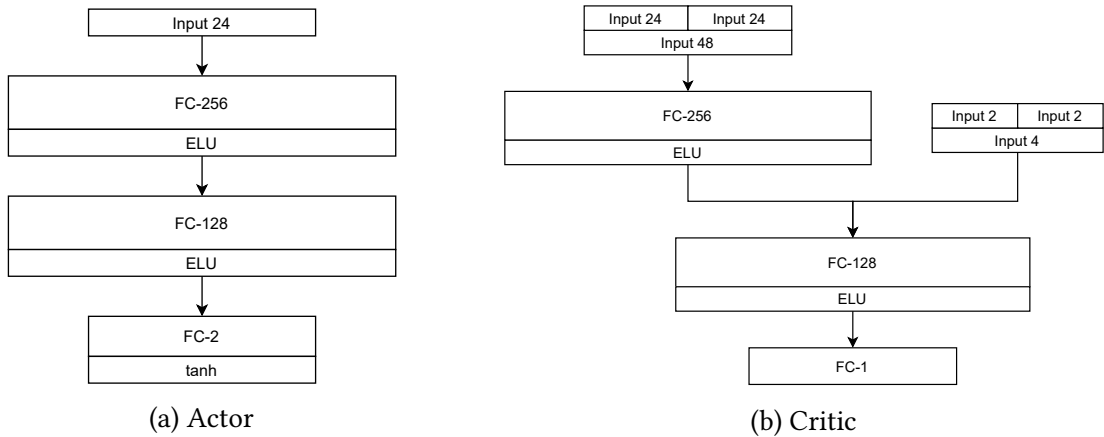 Input 24
FC-256
ELU
FC-128
ELU
FC-2
tanh
(a) Actor
Input 24 Input 24
Input 48
FC-256
ELU
Input 2 Input 2
Input 4
FC-128
ELU
FC-1
(b) Critic